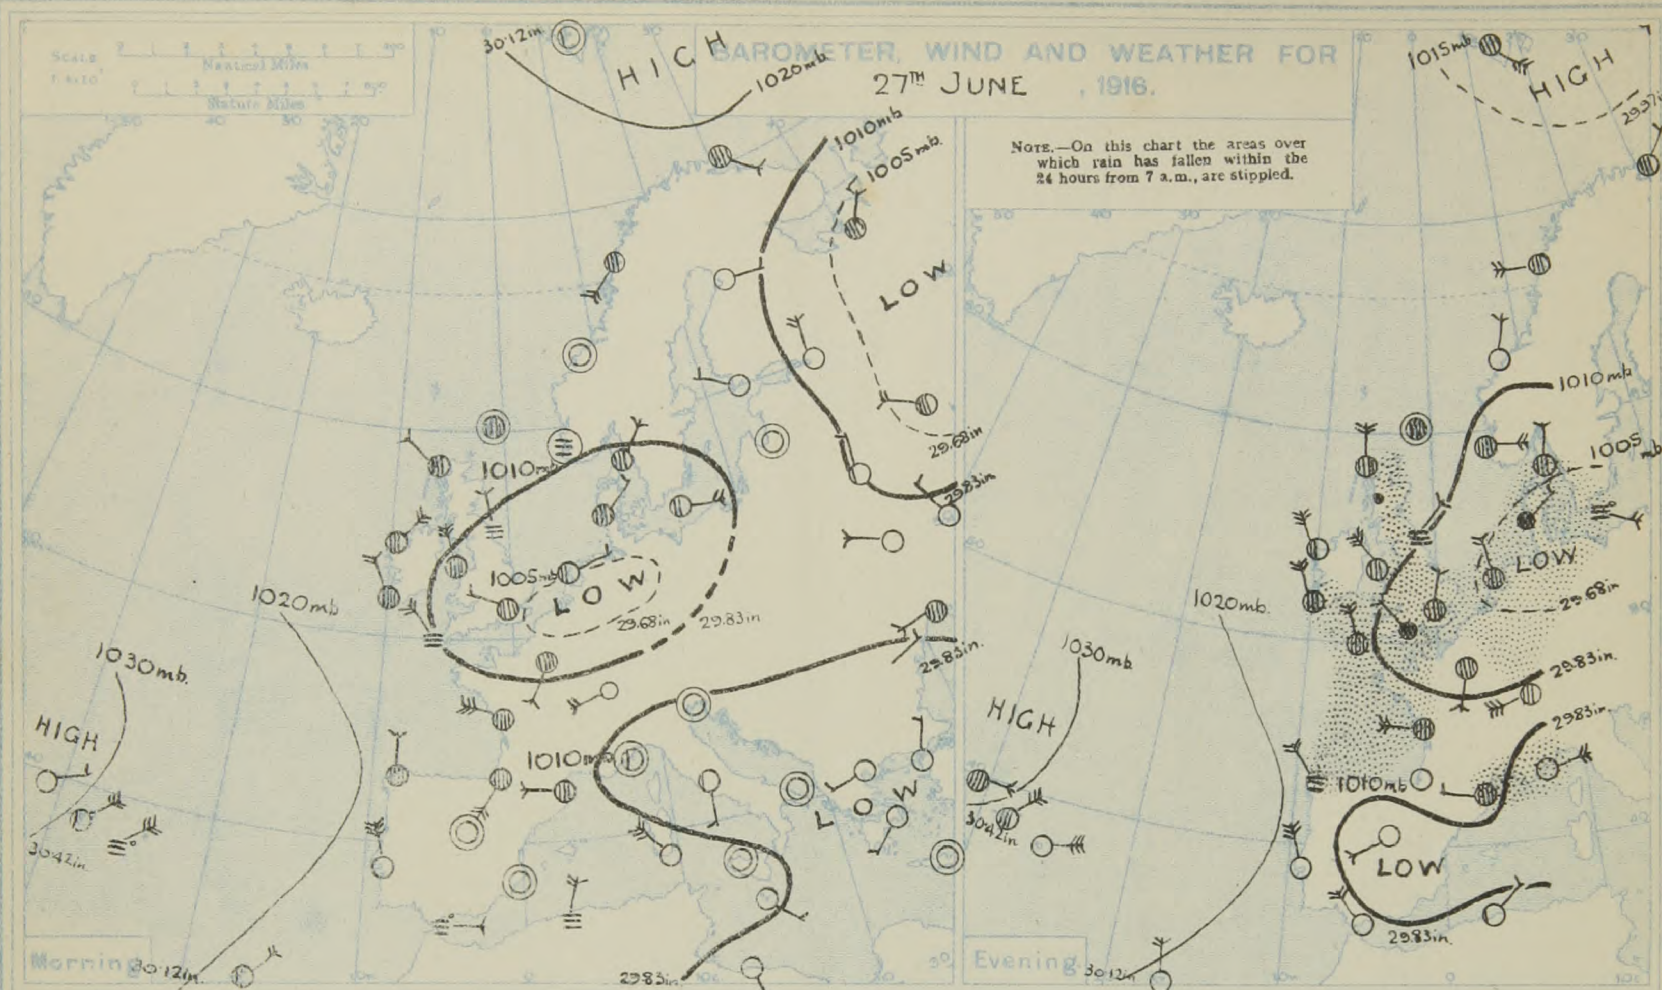 SCALE
Nautical Miles
Statute Miles
BAROMETER, WIND AND WEATHER FOR
27TH JUNE , 1916.
NOTE.—On this chart the areas over
which rain has fallen within the
24 hours from 7 a.m., are stippled.
30·12in.
HIGH
1020mb
1010mb
1005mb.
LOW
29·68in
29·83in
1010mb
1005mb
LOW
29·68in
29·83in
1020mb
1030mb.
HIGH
30·42in.
29·83in.
1010mb
LOW
30·12in.
29·83in
Morning
1015mb
HIGH
29·97in
1010mb
1005
mb
LOW
29·68in
1020mb.
1030mb
HIGH
29·83in.
29·83in.
1010mb
30·42in
LOW
29·83in.
30·12in
Evening